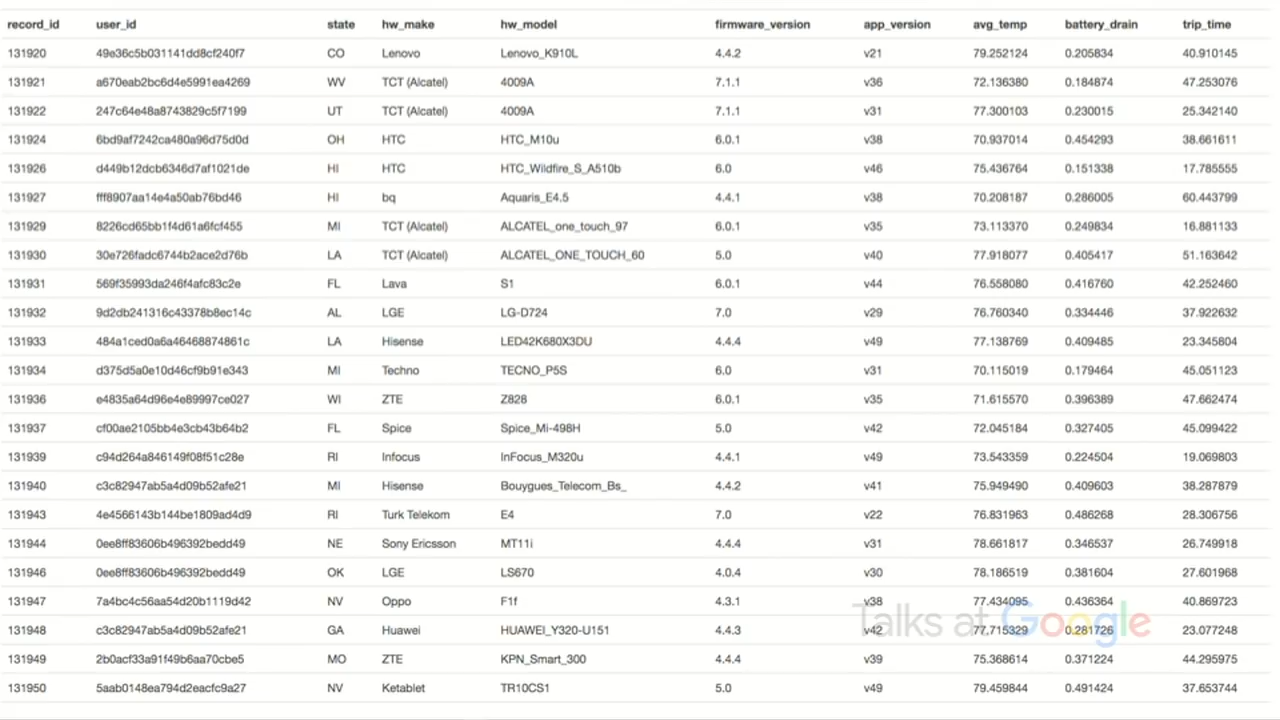 record_id user_id state hw_make hw_model firmware_version app_version avg_temp battery_drain trip_time
131920 49e36c5b031141dd8cf240f7 CO Lenovo Lenovo_K910L 4.4.2 v21 79.252124 0.205834 40.910145
131921 a670eab2bc6d4e5991ea4269 WV TCT (Alcatel) 4009A 7.1.1 v36 72.136380 0.184874 47.253076
131922 247c64e48a8743829c5f7199 UT TCT (Alcatel) 4009A 7.1.1 v31 77.300103 0.230015 25.342140
131924 6bd9af7242ca480a96d75d0d OH HTC HTC_M10u 6.0.1 v38 70.937014 0.454293 38.661611
131926 d449b12dcb6346d7af1021de HI HTC HTC_Wildfire_S_A510b 6.0 v46 75.436764 0.151338 17.785555
131927 fff8907aa14e4a50ab76bd46 HI bq Aquaris_E4.5 4.4.1 v38 70.208187 0.286005 60.443799
131929 8226cd65bb1f4d61a6fcf455 MI TCT (Alcatel) ALCATEL_one_touch_97 6.0.1 v35 73.113370 0.249834 16.881133
131930 30e726fadc6744b2ace2d76b LA TCT (Alcatel) ALCATEL_ONE_TOUCH_60 5.0 v40 77.918077 0.405417 51.163642
131931 569f35993da246f4afc83c2e FL Lava S1 6.0.1 v44 76.558080 0.416760 42.252460
131932 9d2db241316c43378b8ec14c AL LGE LG-D724 7.0 v29 76.760340 0.334446 37.922632
131933 484a1ced0a6a46468874861c LA Hisense LED42K680X3DU 4.4.4 v49 77.138769 0.409485 23.345804
131934 d375d5a0e10d46cf9b91e343 MI Techno TECNO_P5S 6.0 v31 70.115019 0.179464 45.051123
131936 e4835a64d96e4e89997ce027 WI ZTE Z828 6.0.1 v35 71.615570 0.396389 47.662474
131937 cf00ae2105bb4e3cb43b64b2 FL Spice Spice_Mi-498H 5.0 v42 72.045184 0.327405 45.099422
131939 c94d264a846149f08f51c28e RI Infocus InFocus_M320u 4.4.1 v49 73.543359 0.224504 19.069803
131940 c3c82947ab5a4d09b52afe21 MI Hisense Bouygues_Telecom_Bs_ 4.4.2 v41 75.949490 0.409603 38.287879
131943 4e4566143b144be1809ad4d9 RI Turk Telekom E4 7.0 v22 76.831963 0.486268 28.306756
131944 0ee8ff83606b496392bedd49 NE Sony Ericsson MT11i 4.4.4 v31 78.661817 0.346537 26.749918
131946 0ee8ff83606b496392bedd49 OK LGE LS670 4.0.4 v30 78.186519 0.381604 27.601968
131947 7a4bc4c56aa54d20b1119d42 NV Oppo F1f 4.3.1 v38 77.434095 0.436364 40.869723
Talks at Google
131948 c3c82947ab5a4d09b52afe21 GA Huawei HUAWEI_Y320-U151 4.4.3 v42 77.715329 0.281726 23.077248
131949 2b0acf33a91f49b6aa70cbe5 MO ZTE KPN_Smart_300 4.4.4 v39 75.368614 0.371224 44.295975
131950 5aab0148ea794d2eacfc9a27 NV Ketablet TR10CS1 5.0 v49 79.459844 0.491424 37.653744